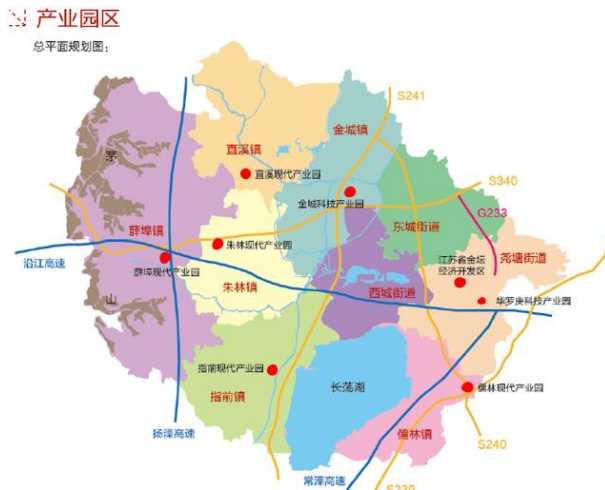 产业园区
总平面规划图：
S241
金城镇
直溪镇
茅
直溪现代产业园
S340
金城科技产业园
G233
薛埠镇
东城街道
尧塘街道
朱林现代产业园
沿江高速
薛埠现代产业园
江苏省金坛
经济开发区
朱林镇
西城街道
山
华罗庚科技产业园
指前现代产业园
长荡湖
儒林现代产业园
指前镇
扬溧高速
儒林镇
S240
常溧高速
S239